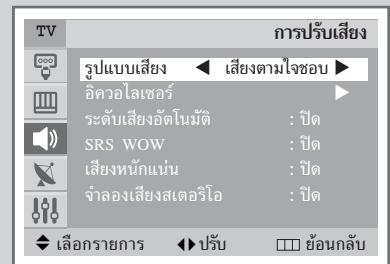 TV การปรับเสียง
รูปแบบเสียง ◀ เสียงตามใจชอบ ▶
อิควอไลเซอร์ ▶
ระดับเสียงอัตโนมัติ : ปิด
SRS WOW : ปิด
เสียงหนักแน่น : ปิด
จำลองเสียงสเตอริโอ : ปิด
เลือกรายการ ปรับ ย้อนกลับ